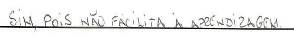 SIM, POIS NÃO FACILITA A APRENDIZAGEM.